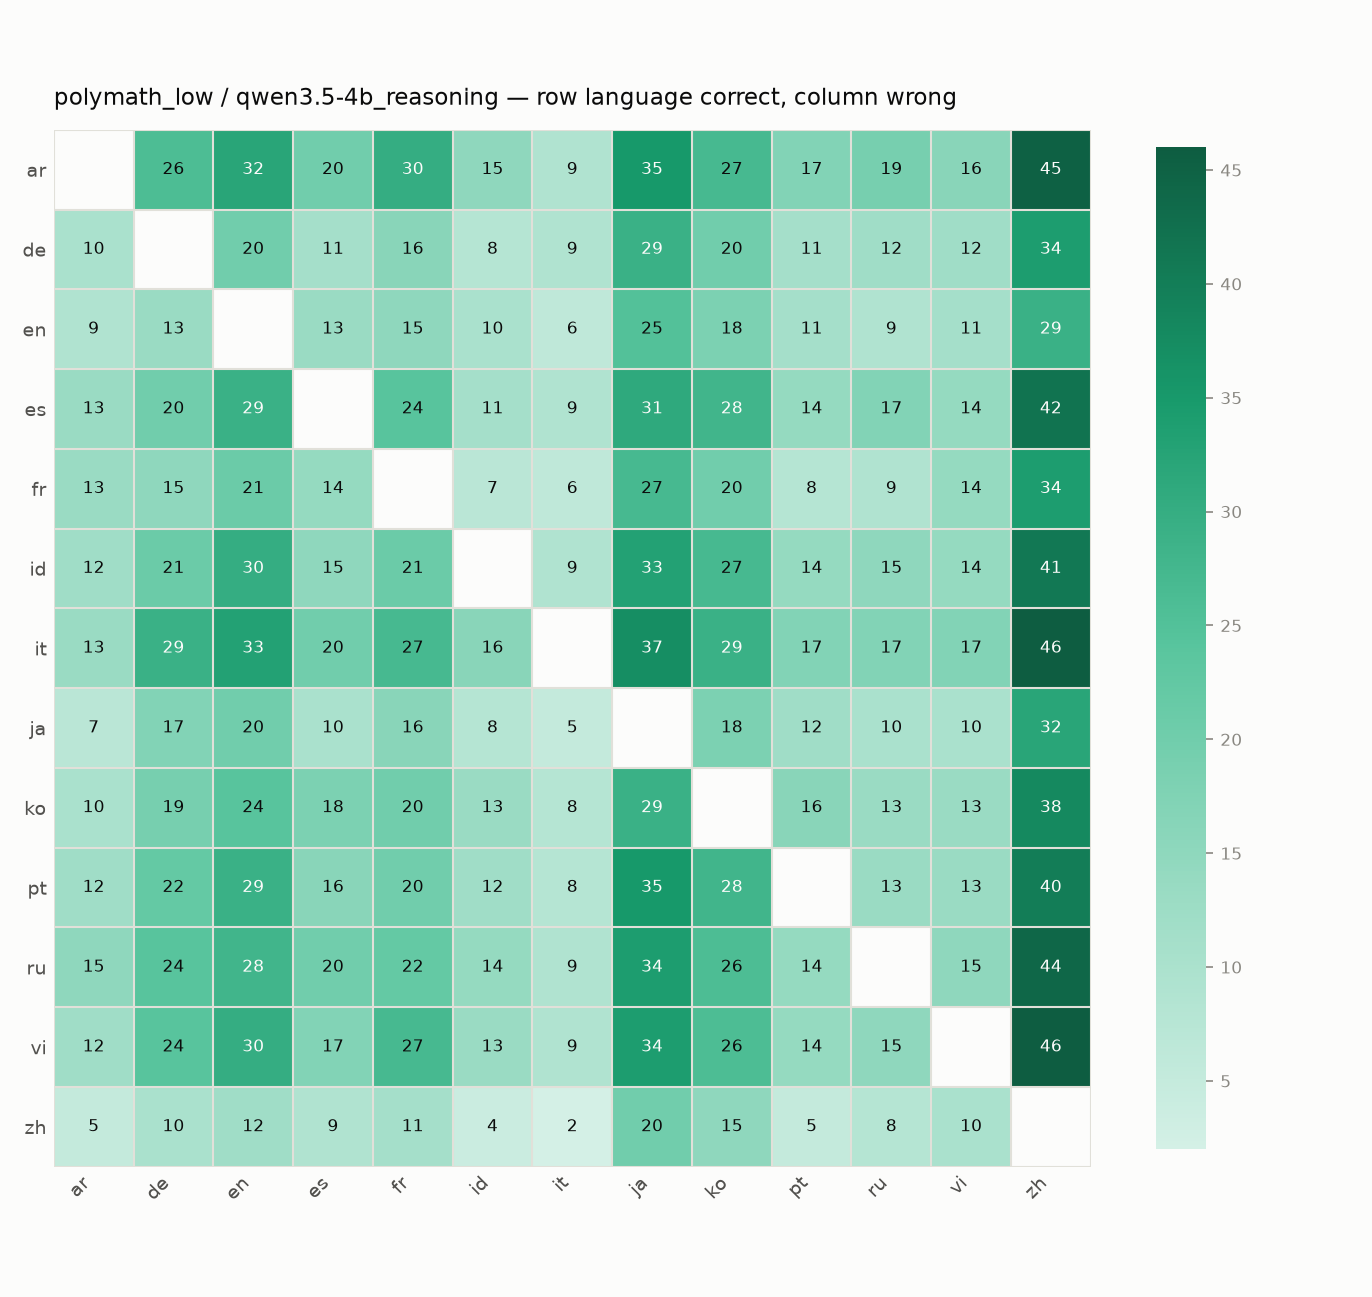 polymath_low / qwen3.5-4b_reasoning — row language correct, column wrong
ar 26 32 20 30 15 9 35 27 17 19 16 45
de 10 20 11 16 8 9 29 20 11 12 12 34
en 9 13 13 15 10 6 25 18 11 9 11 29
es 13 20 29 24 11 9 31 28 14 17 14 42
fr 13 15 21 14 7 6 27 20 8 9 14 34
id 12 21 30 15 21 9 33 27 14 15 14 41
it 13 29 33 20 27 16 37 29 17 17 17 46
ja 7 17 20 10 16 8 5 18 12 10 10 32
ko 10 19 24 18 20 13 8 29 16 13 13 38
pt 12 22 29 16 20 12 8 35 28 13 13 40
ru 15 24 28 20 22 14 9 34 26 14 15 44
vi 12 24 30 17 27 13 9 34 26 14 15 46
zh 5 10 12 9 11 4 2 20 15 5 8 10
ar de en es fr id it ja ko pt ru vi zh
45
40
35
30
25
20
15
10
5